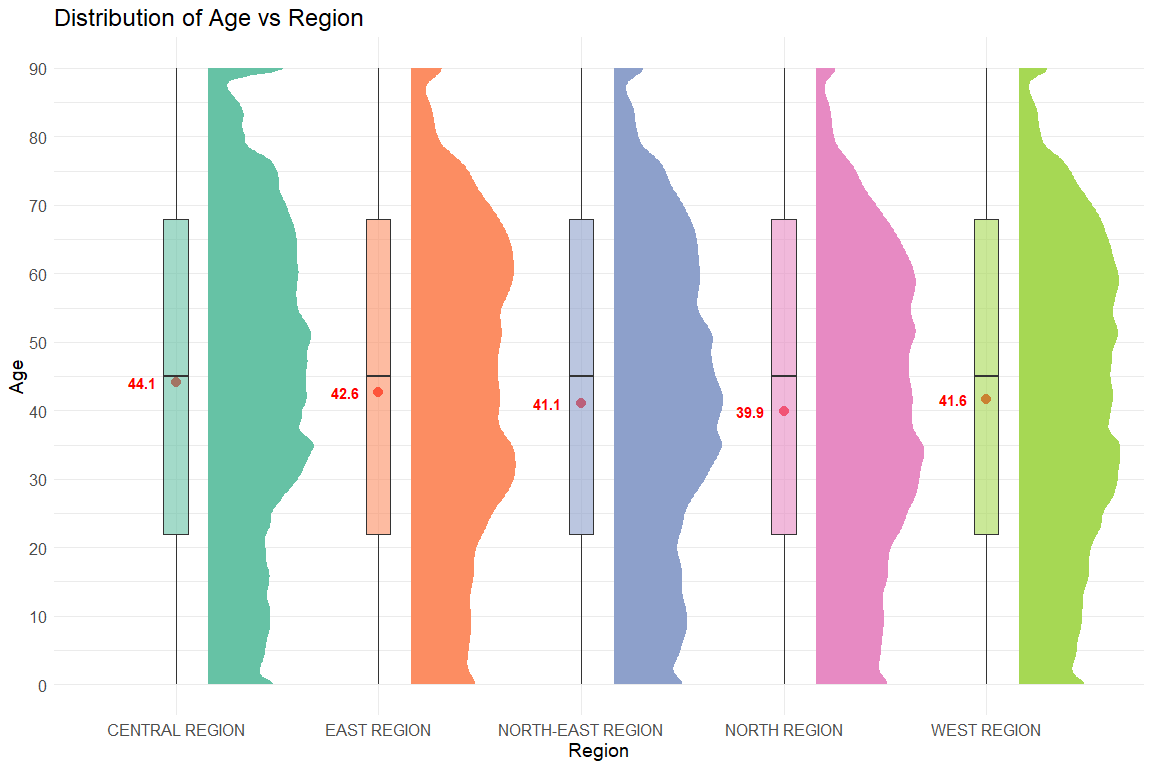 Distribution of Age vs Region
Age
90
80
70
60
50
40
30
20
10
0
44.1
42.6
41.1
39.9
41.6
CENTRAL REGION
EAST REGION
NORTH-EAST REGION
NORTH REGION
WEST REGION
Region